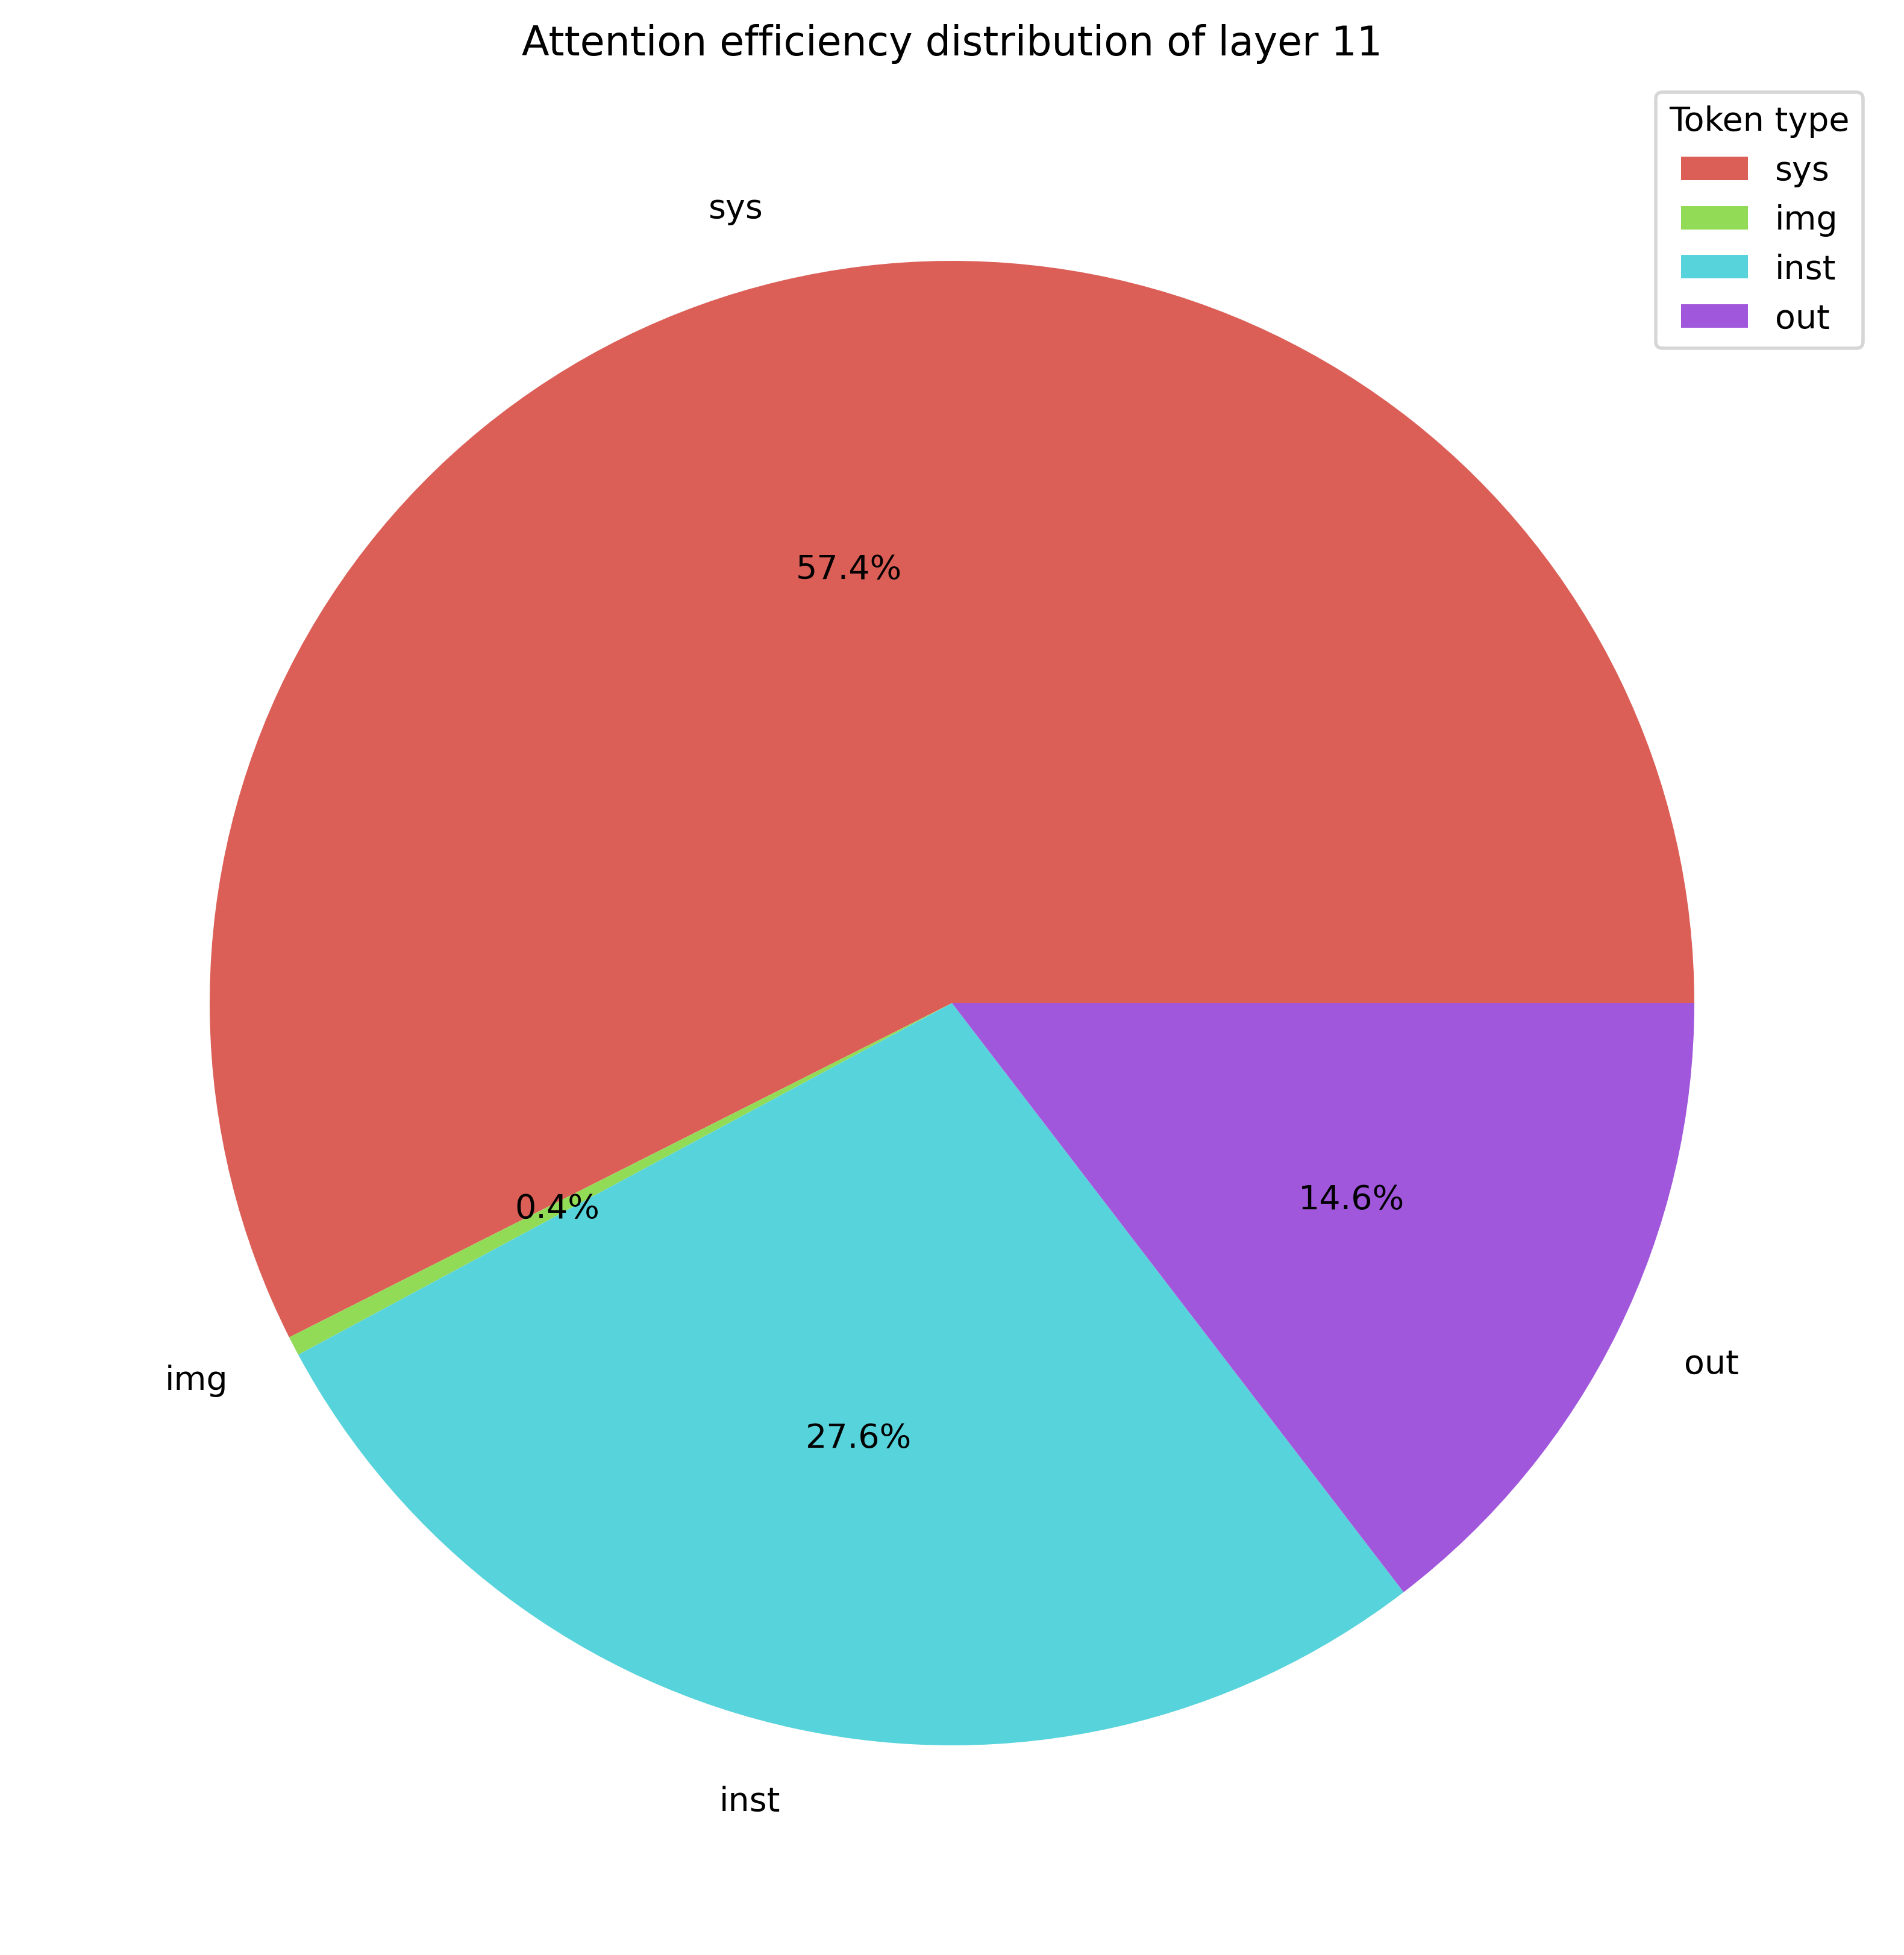 Attention efficiency distribution of layer 11
Token type
sys
img
inst
out
sys
57.4%
0.4%
14.6%
out
img
27.6%
inst